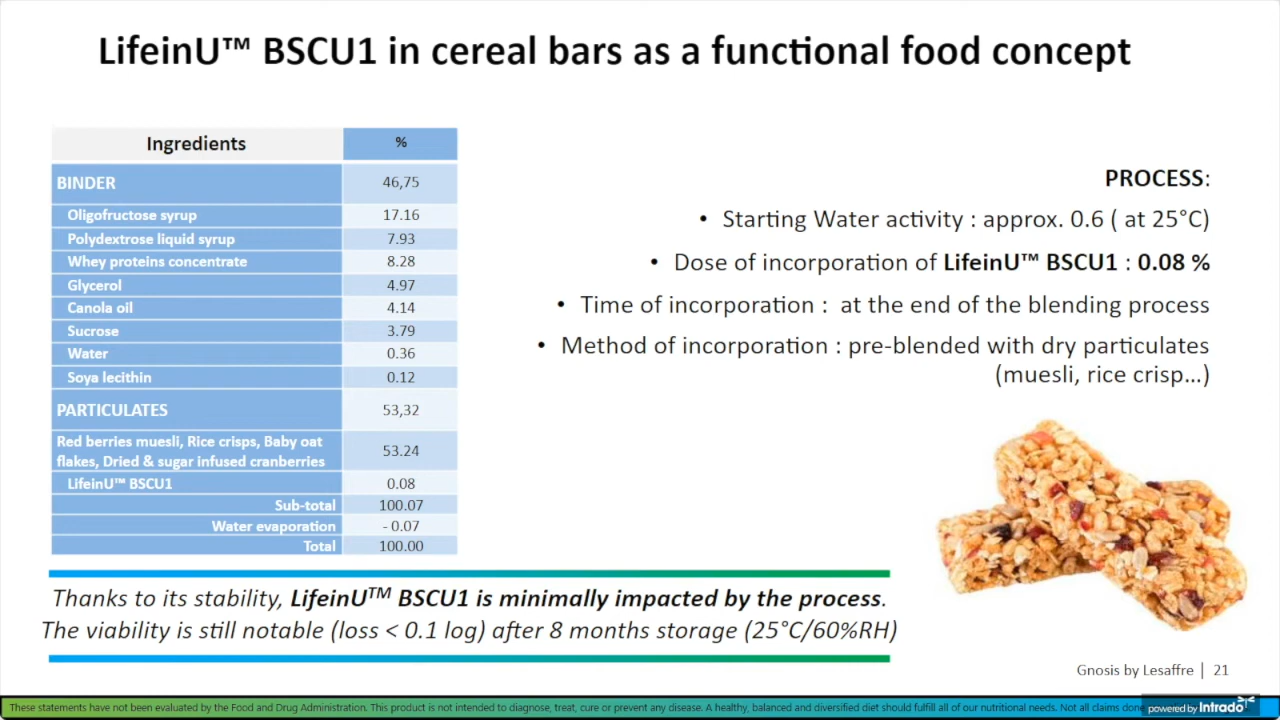 LifeinU™ BSCU1 in cereal bars as a functional food concept
Ingredients %
BINDER 46,75
Oligofructose syrup 17.16
Polydextrose liquid syrup 7.93
Whey proteins concentrate 8.28
Glycerol 4.97
Canola oil 4.14
Sucrose 3.79
Water 0.36
Soya lecithin 0.12
PARTICULATES 53,32
Red berries muesli, Rice crisps, Baby oat
flakes, Dried & sugar infused cranberries 53.24
LifeinU™ BSCU1 0.08
Sub-total 100.07
Water evaporation - 0.07
Total 100.00
PROCESS:
• Starting Water activity : approx. 0.6 ( at 25°C)
• Dose of incorporation of LifeinU™ BSCU1 : 0.08 %
• Time of incorporation : at the end of the blending process
• Method of incorporation : pre-blended with dry particulates
(muesli, rice crisp...)
Thanks to its stability, LifeinU™ BSCU1 is minimally impacted by the process.
The viability is still notable (loss < 0.1 log) after 8 months storage (25°C/60%RH)
Gnosis by Lesaffre | 21
These statements have not been evaluated by the Food and Drug Administration. This product is not intended to diagnose, treat, cure or prevent any disease. A healthy, balanced and diversified diet should fulfill all of our nutritional needs. Not all claims done
powered by Intrado